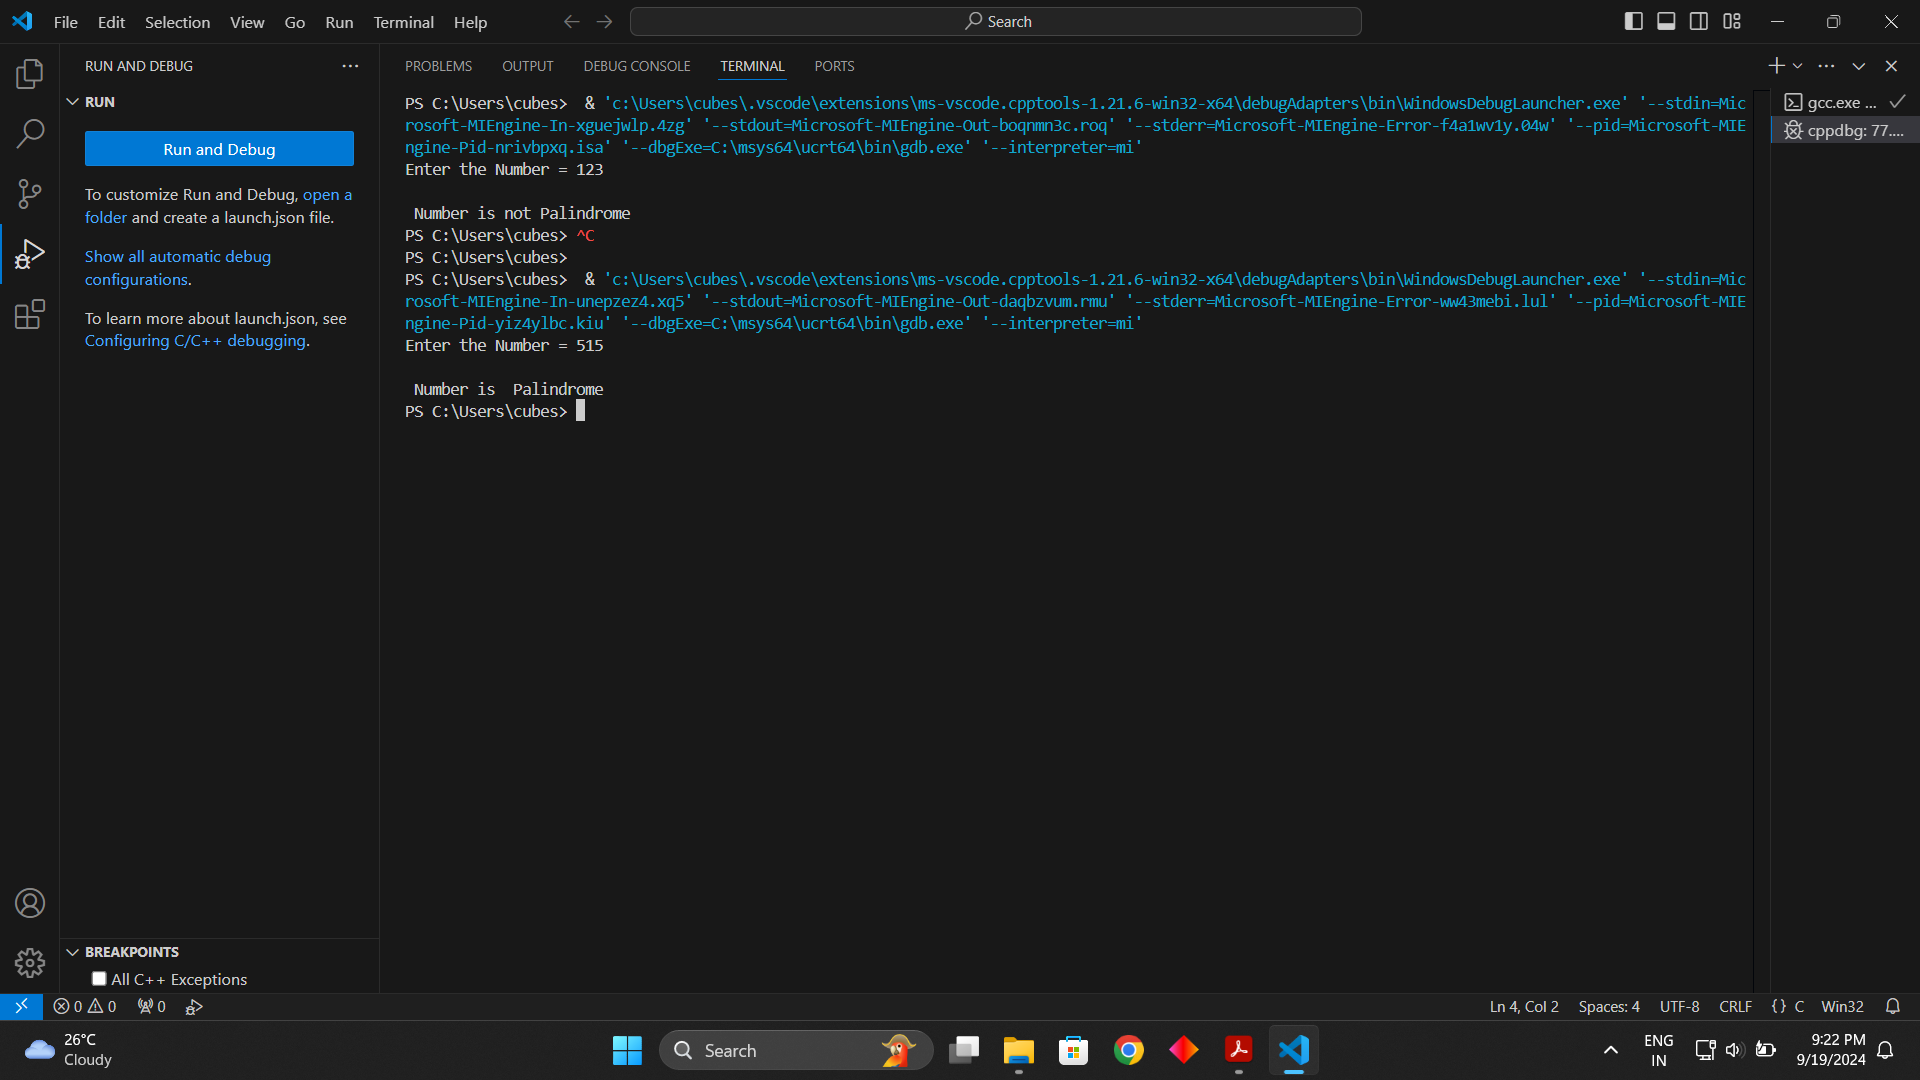 File Edit Selection View Go Run Terminal Help
Search
RUN AND DEBUG
RUN
Run and Debug
To customize Run and Debug, open a
folder and create a launch.json file.
Show all automatic debug
configurations.
To learn more about launch.json, see
Configuring C/C++ debugging.
BREAKPOINTS
All C++ Exceptions
PROBLEMS OUTPUT DEBUG CONSOLE TERMINAL PORTS
PS C:\Users\cubes>  & 'c:\Users\cubes\.vscode\extensions\ms-vscode.cpptools-1.21.6-win32-x64\debugAdapters\bin\WindowsDebugLauncher.exe' '--stdin=Mic
rosoft-MIEngine-In-xguejwlp.4zg' '--stdout=Microsoft-MIEngine-Out-boqnmn3c.roq' '--stderr=Microsoft-MIEngine-Error-f4a1wv1y.04w' '--pid=Microsoft-MIE
ngine-Pid-nrivbpxq.isa' '--dbgExe=C:\msys64\ucrt64\bin\gdb.exe' '--interpreter=mi'
Enter the Number = 123
Number is not Palindrome
PS C:\Users\cubes> ^C
PS C:\Users\cubes>
PS C:\Users\cubes>  & 'c:\Users\cubes\.vscode\extensions\ms-vscode.cpptools-1.21.6-win32-x64\debugAdapters\bin\WindowsDebugLauncher.exe' '--stdin=Mic
rosoft-MIEngine-In-unepzez4.xq5' '--stdout=Microsoft-MIEngine-Out-daqbzvum.rmu' '--stderr=Microsoft-MIEngine-Error-ww43mebi.lul' '--pid=Microsoft-MIE
ngine-Pid-yiz4ylbc.kiu' '--dbgExe=C:\msys64\ucrt64\bin\gdb.exe' '--interpreter=mi'
Enter the Number = 515
Number is  Palindrome
PS C:\Users\cubes>
gcc.exe ...
cppdbg: 77....
0 0 0
Ln 4, Col 2 Spaces: 4 UTF-8 CRLF {} C Win32
26°C
Cloudy
Search
ENG
IN
9:22 PM
9/19/2024